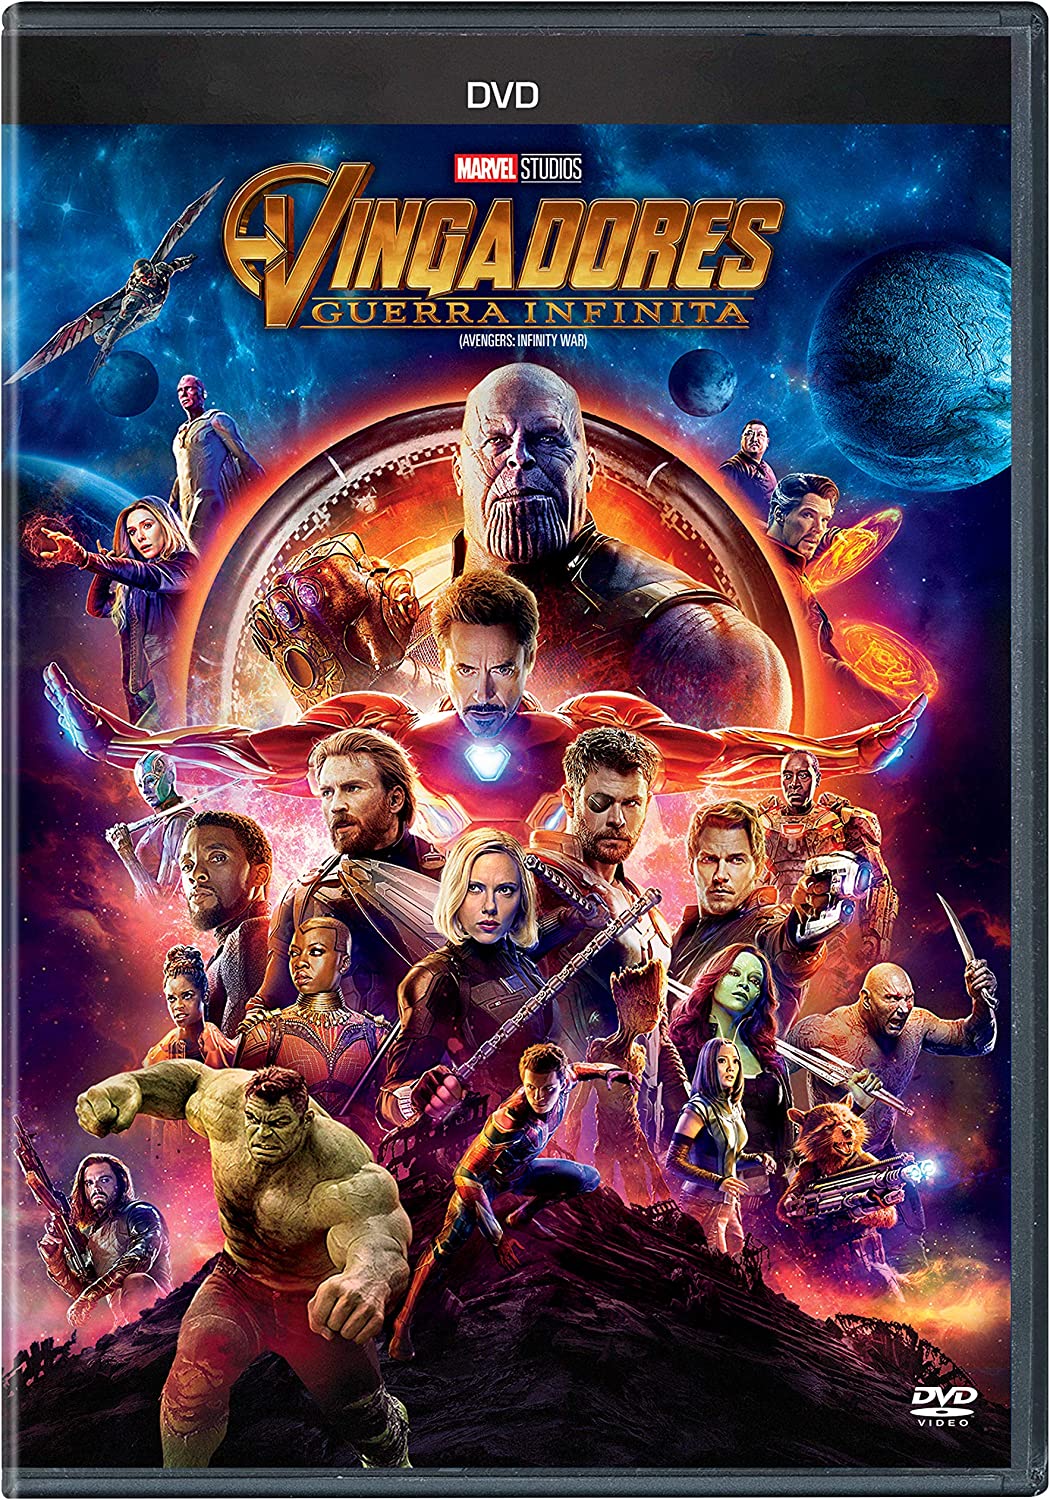 DVD
MARVEL STUDIOS
VINGADORES
GUERRA INFINITA
(AVENGERS: INFINITY WAR)
DVD
VIDEO